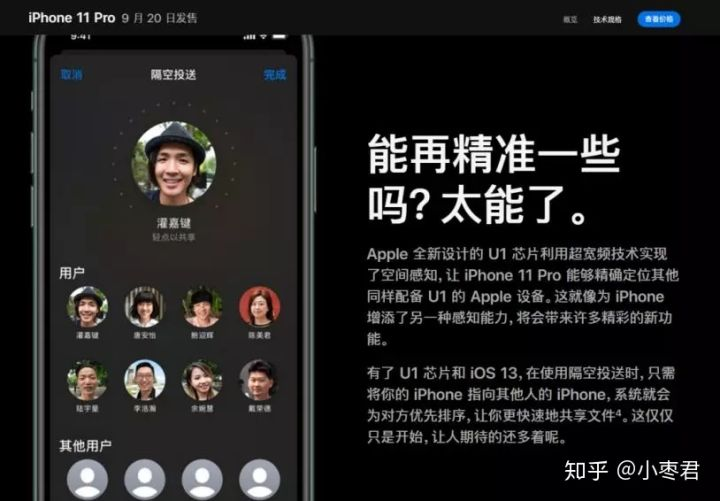 iPhone 11 Pro 9 月 20 日发售
概览 技术规格 查看价格
9:41
取消 隔空投送 完成
灌嘉键
轻点以共享
用户
灌嘉键 唐安怡 鲍迎辉 陈美君
陆宇量 李浩瀚 余婉慧 戴荣德
其他用户
能再精准一些
吗? 太能了。
Apple 全新设计的 U1 芯片利用超宽频技术实现
了空间感知, 让 iPhone 11 Pro 能够精确定位其他
同样配备 U1 的 Apple 设备。这就像为 iPhone
增添了另一种感知能力, 将会带来许多精彩的新功
能。
有了 U1 芯片和 iOS 13, 在使用隔空投送时, 只需
将你的 iPhone 指向其他人的 iPhone, 系统就会
为对方优先排序, 让你更快速地共享文件⁴。这仅仅
只是开始, 让人期待的还多着呢。
知乎 @小枣君